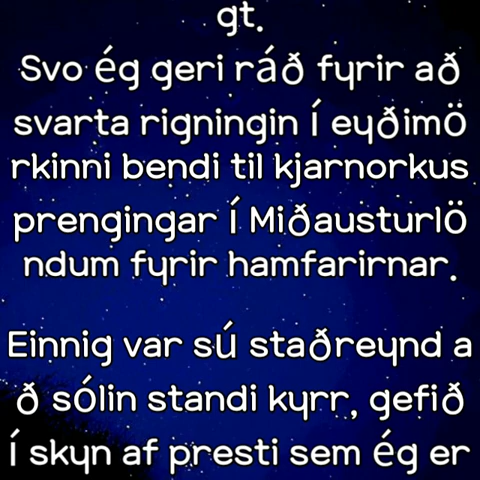 gt.
Svo ég geri ráð fyrir að
svarta rigningin í eyðimö
rkinni bendi til kjarnorkus
prengingar í Miðausturlö
ndum fyrir hamfarirnar.
Einnig var sú staðreynd a
ð sólin standi kyrr, gefið
í skyn af presti sem ég er